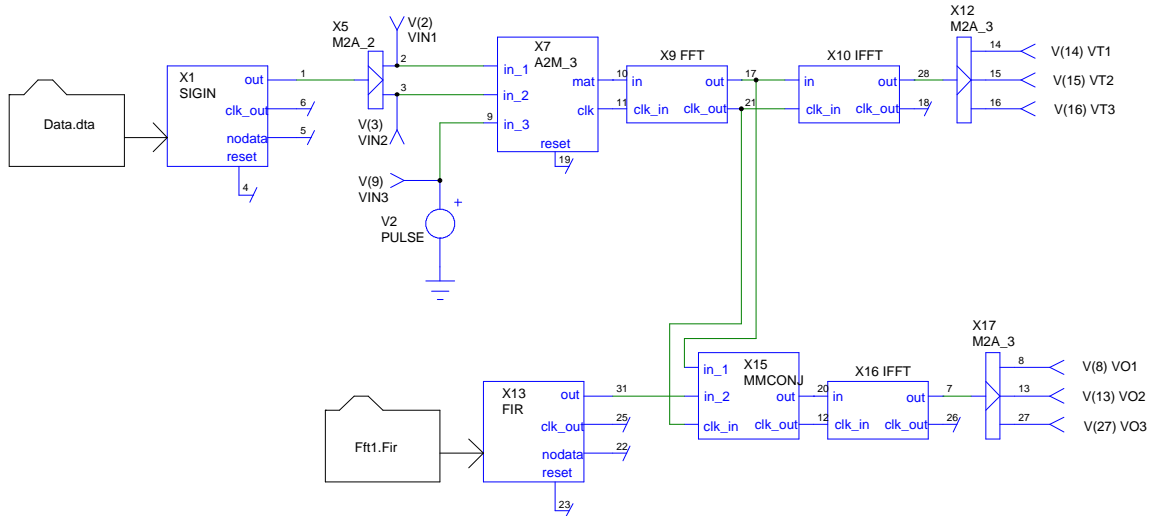 X12
M2A_3
X5
M2A_2
V(2)
VIN1
X7
A2M_3
X9 FFT
X10 IFFT
X1
SIGIN
out
1
2
in_1
mat
10
in
out
17
in
out
28
14
V(14) VT1
15
V(15) VT2
16
V(16) VT3
clk_out
6
3
in_2
clk
11
clk_in
clk_out
21
clk_in
clk_out
18
Data.dta
nodata
5
V(3)
VIN2
9
in_3
reset
reset
19
4
V(9)
VIN3
+
V2
PULSE
X17
M2A_3
X15
MMCONJ
X16 IFFT
in_1
8
V(8) VO1
X13
FIR
out
31
in_2
out
20
in
out
7
13
V(13) VO2
clk_out
25
clk_in
clk_out
12
clk_in
clk_out
26
27
V(27) VO3
Fft1.Fir
nodata
22
reset
23